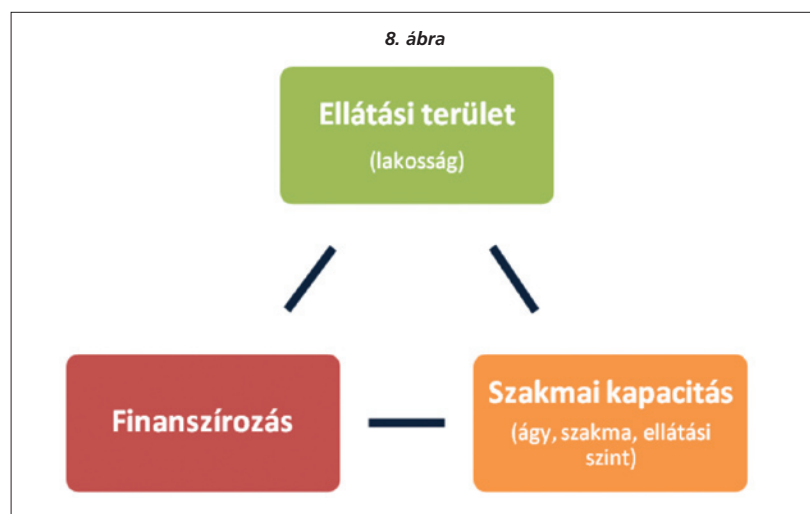 8. ábra
Ellátási terület
(lakosság)
Finanszírozás
Szakmai kapacitás
(ágy, szakma, ellátási
szint)